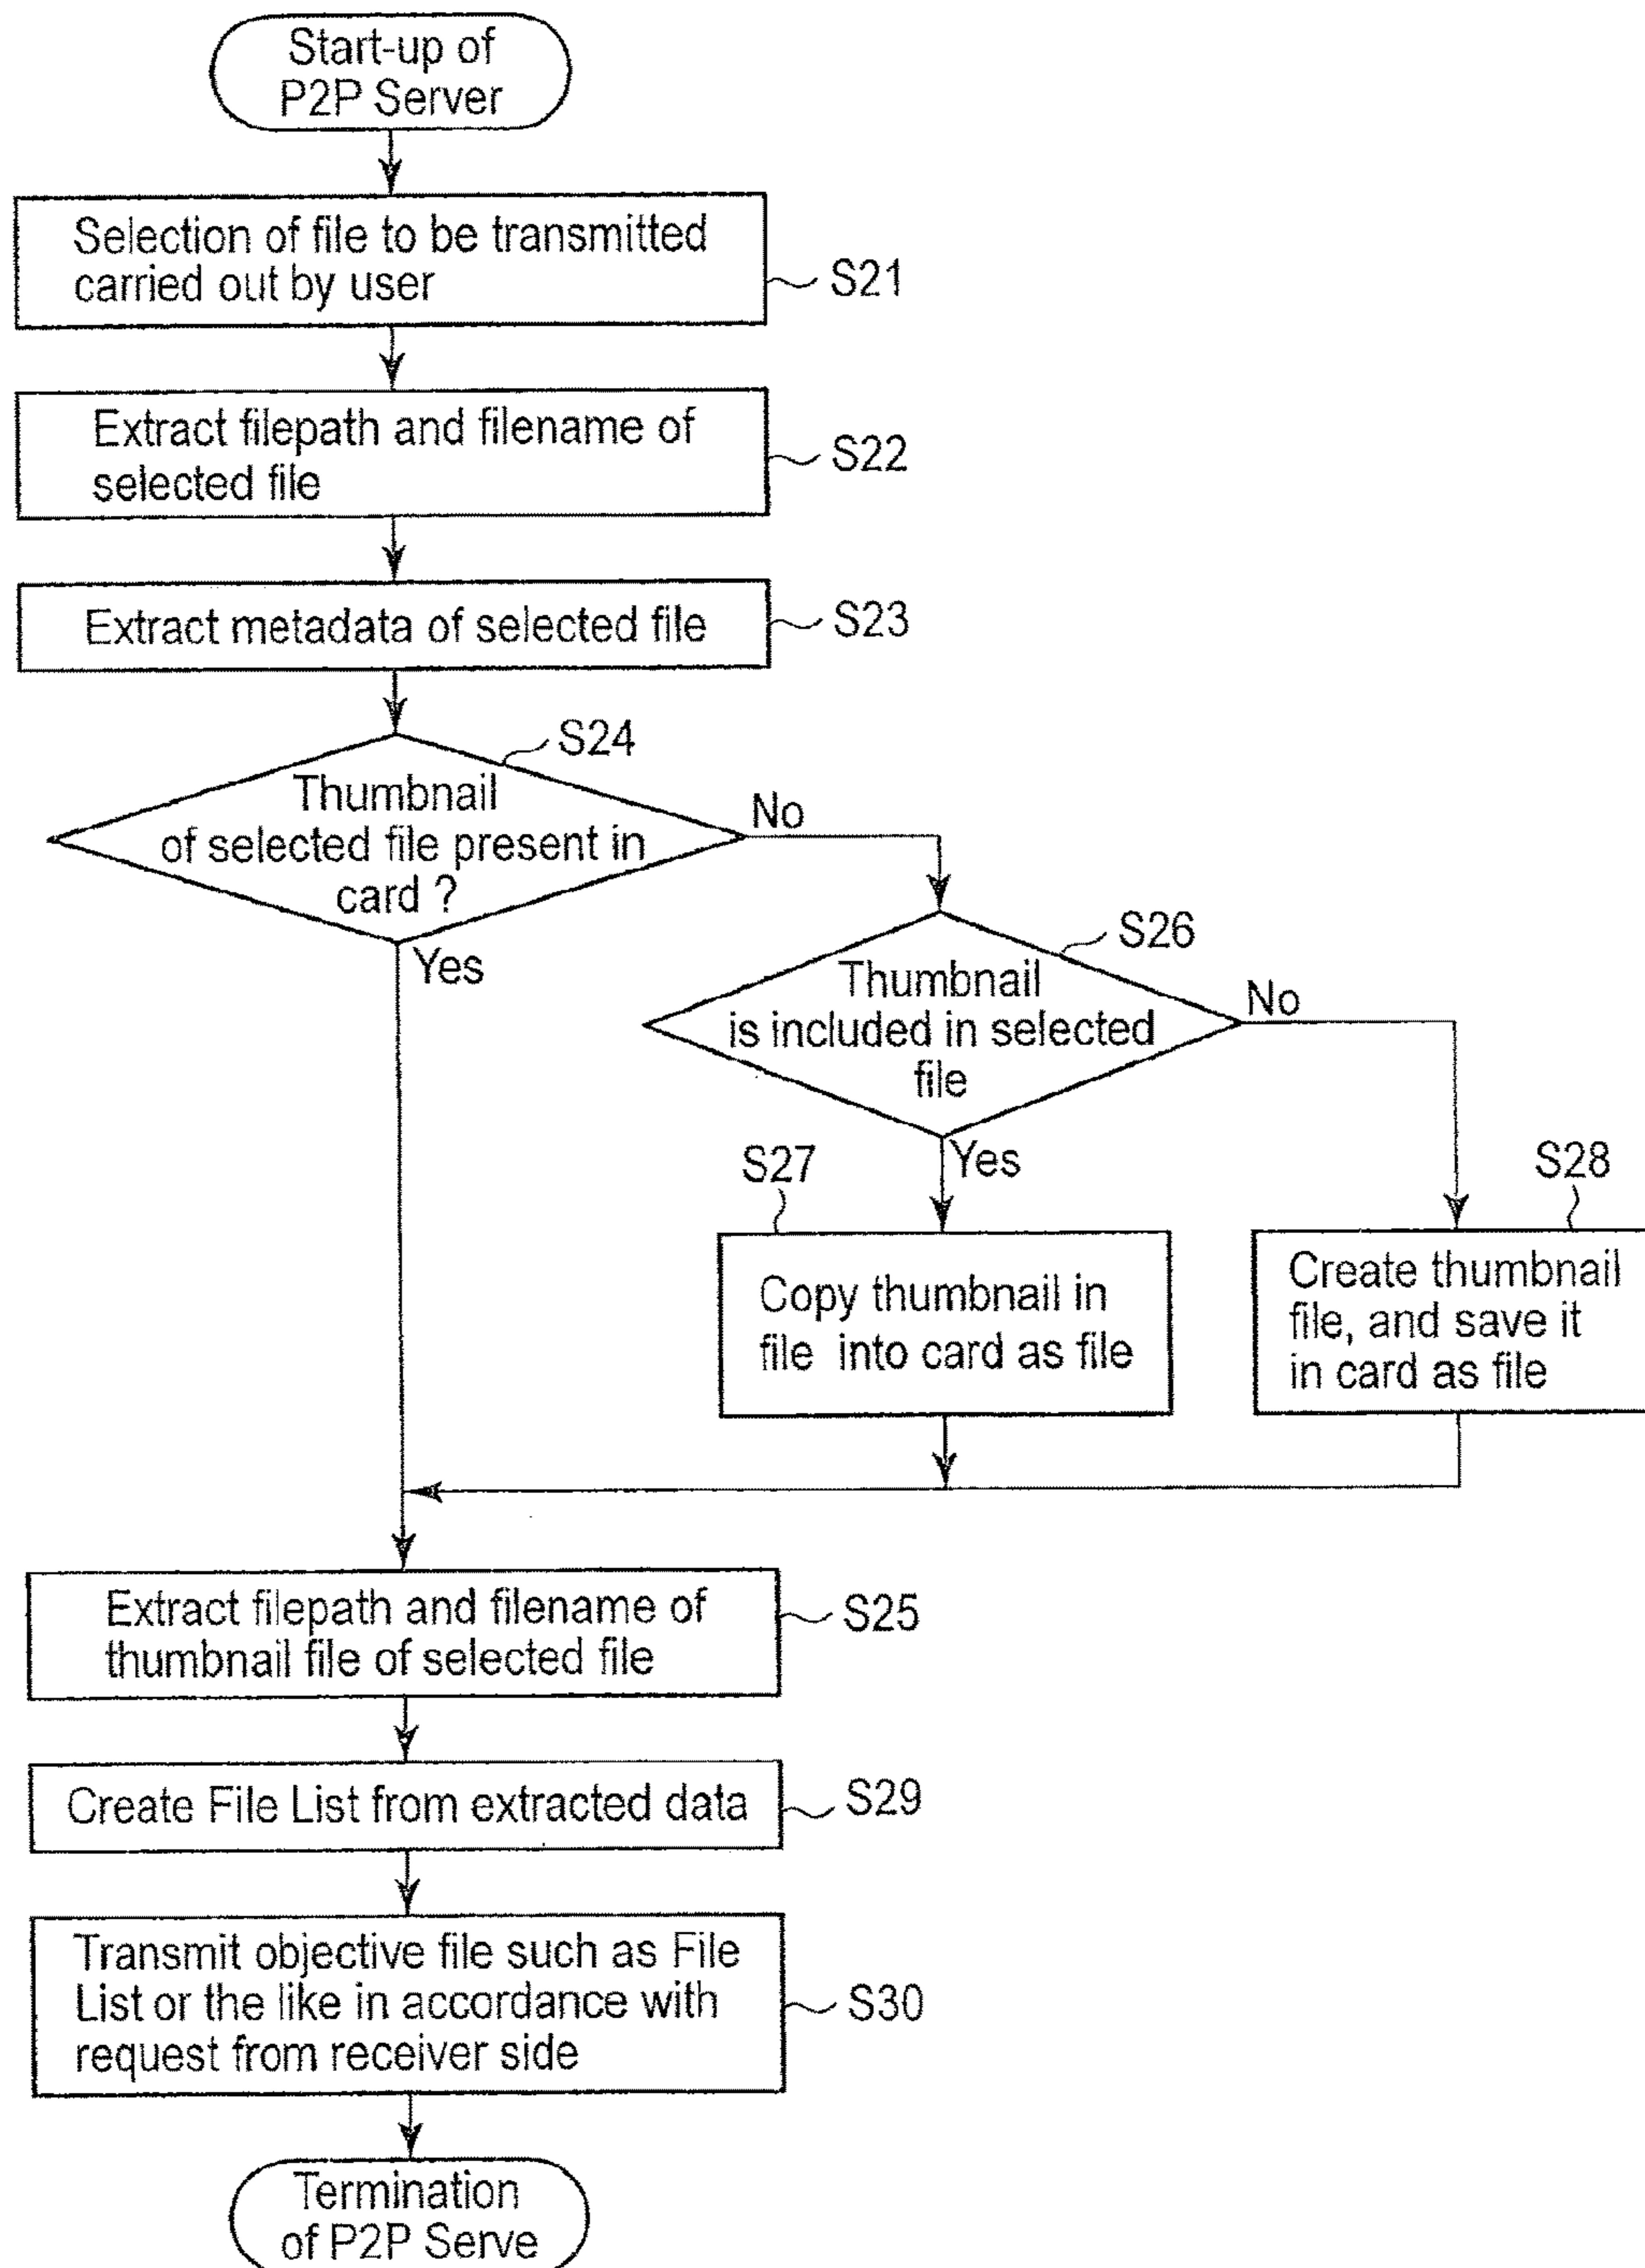 Start-up of
P2P Server
Selection of file to be transmitted
carried out by user
S21
Extract filepath and filename of
selected file
S22
Extract metadata of selected file
S23
S24
Thumbnail
of selected file present in
card ?
No
Yes
S26
Thumbnail
is included in selected
file
No
Yes
S27
Copy thumbnail in
file into card as file
S28
Create thumbnail
file, and save it
in card as file
Extract filepath and filename of
thumbnail file of selected file
S25
Create File List from extracted data
S29
Transmit objective file such as File
List or the like in accordance with
request from receiver side
S30
Termination
of P2P Serve